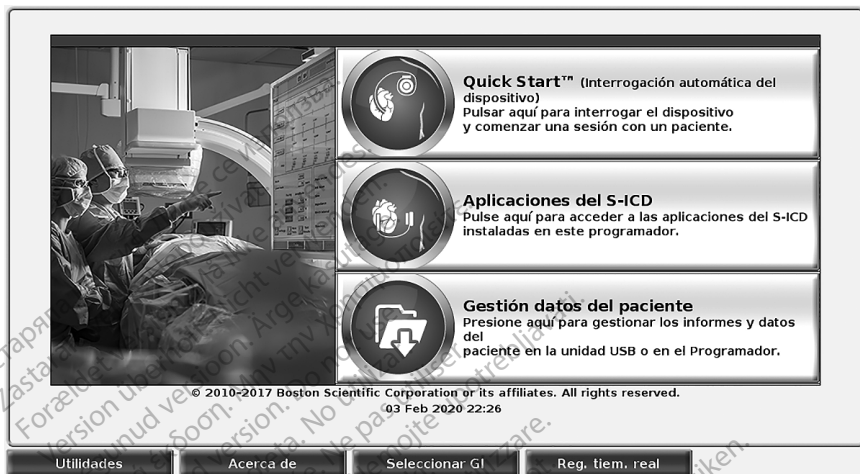 Quick Start™ (Interrogación automática del
dispositivo)
Pulsar aquí para interrogar el dispositivo
y comenzar una sesión con un paciente.
Aplicaciones del S-ICD
Pulse aquí para acceder a las aplicaciones del S-ICD
instaladas en este programador.
Gestión datos del paciente
Presione aquí para gestionar los informes y datos
del
paciente en la unidad USB o en el Programador.
© 2010-2017 Boston Scientific Corporation or its affiliates. All rights reserved.
03 Feb 2020 22:26
Utilidades
Acerca de
Seleccionar GI
Reg. tiem. real